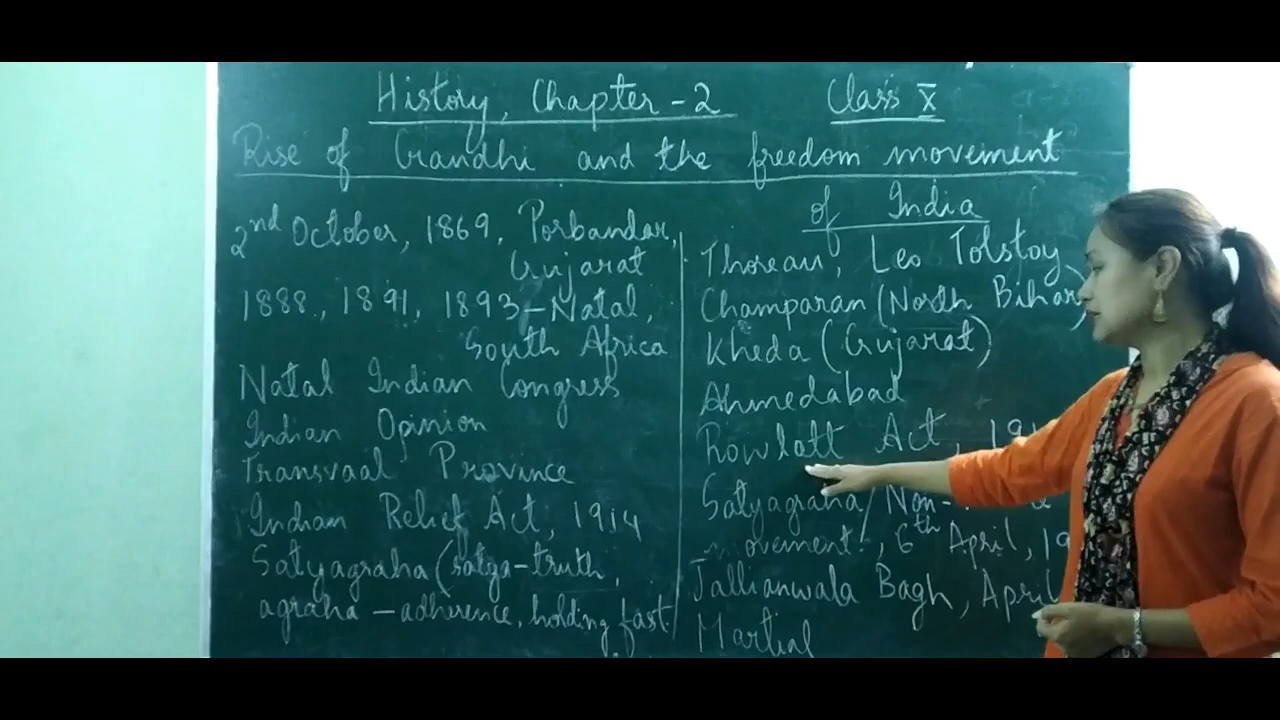 History, Chapter - 2 Class X
Rise of Gandhi and the freedom movement
of India
2nd October, 1869, Porbandar,
Gujarat
1888, 1891, 1893 - Natal,
South Africa
Natal Indian Congress
Indian Opinion
Transvaal Province
Indian Relief Act, 1914
Satyagraha (satya - truth,
agraha - adherence, holding fast
Thoreau, Leo Tolstoy
Champaran (North Bihar)
Kheda (Gujarat)
Ahmedabad
Rowlatt Act,
Satyagraha / Non-
movement, 6th April,
Jallianwala Bagh, April
Martial